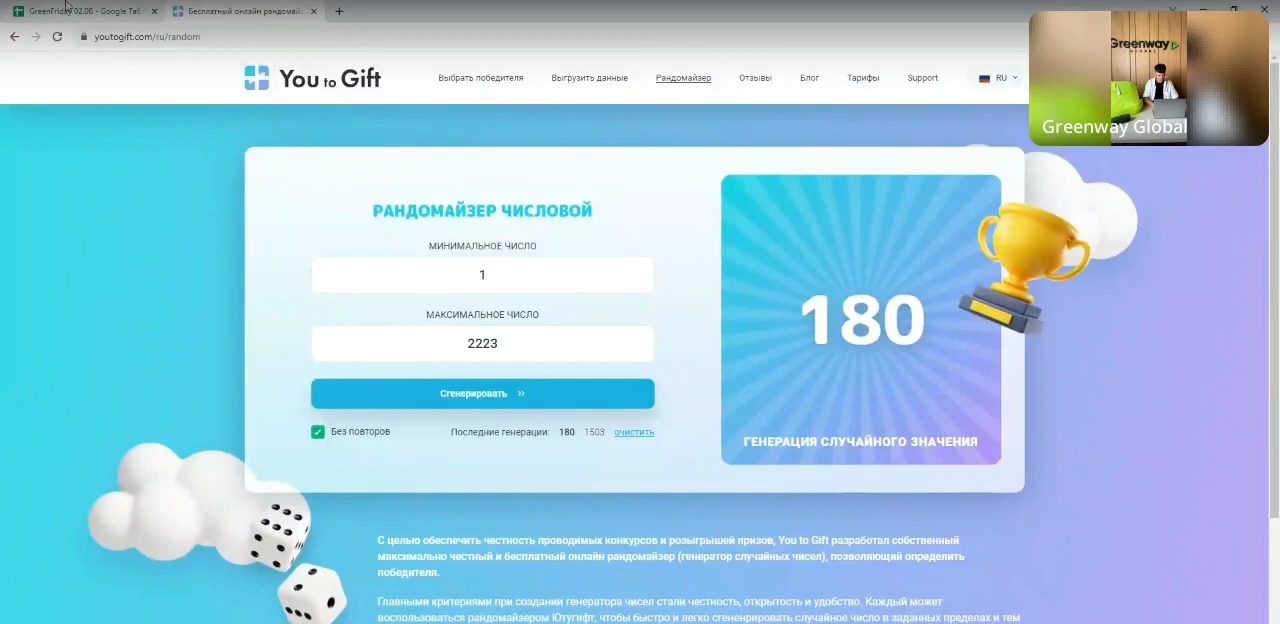 GreenFriday 02.08 - Google Таб
Бесплатный онлайн рандомай
youtogift.com/ru/random
You to Gift
Выбрать победителя
Выгрузить данные
Рандомайзер
Отзывы
Блог
Тарифы
Support
RU
Greenway
GLOBAL
Greenway Global
РАНДОМАЙЗЕР ЧИСЛОВОЙ
МИНИМАЛЬНОЕ ЧИСЛО
1
МАКСИМАЛЬНОЕ ЧИСЛО
2223
Сгенерировать
Без повторов
Последние генерации: 180 1503 очистить
180
ГЕНЕРАЦИЯ СЛУЧАЙНОГО ЗНАЧЕНИЯ
С целью обеспечить честность проводимых конкурсов и розыгрышей призов, You to Gift разработал собственный
максимально честный и бесплатный онлайн рандомайзер (генератор случайных чисел), позволяющий определить
победителя.
Главными критериями при создании генератора чисел стали честность, открытость и удобство. Каждый может
воспользоваться рандомайзером Ютугифт, чтобы быстро и легко сгенерировать случайное число в заданных пределах и тем